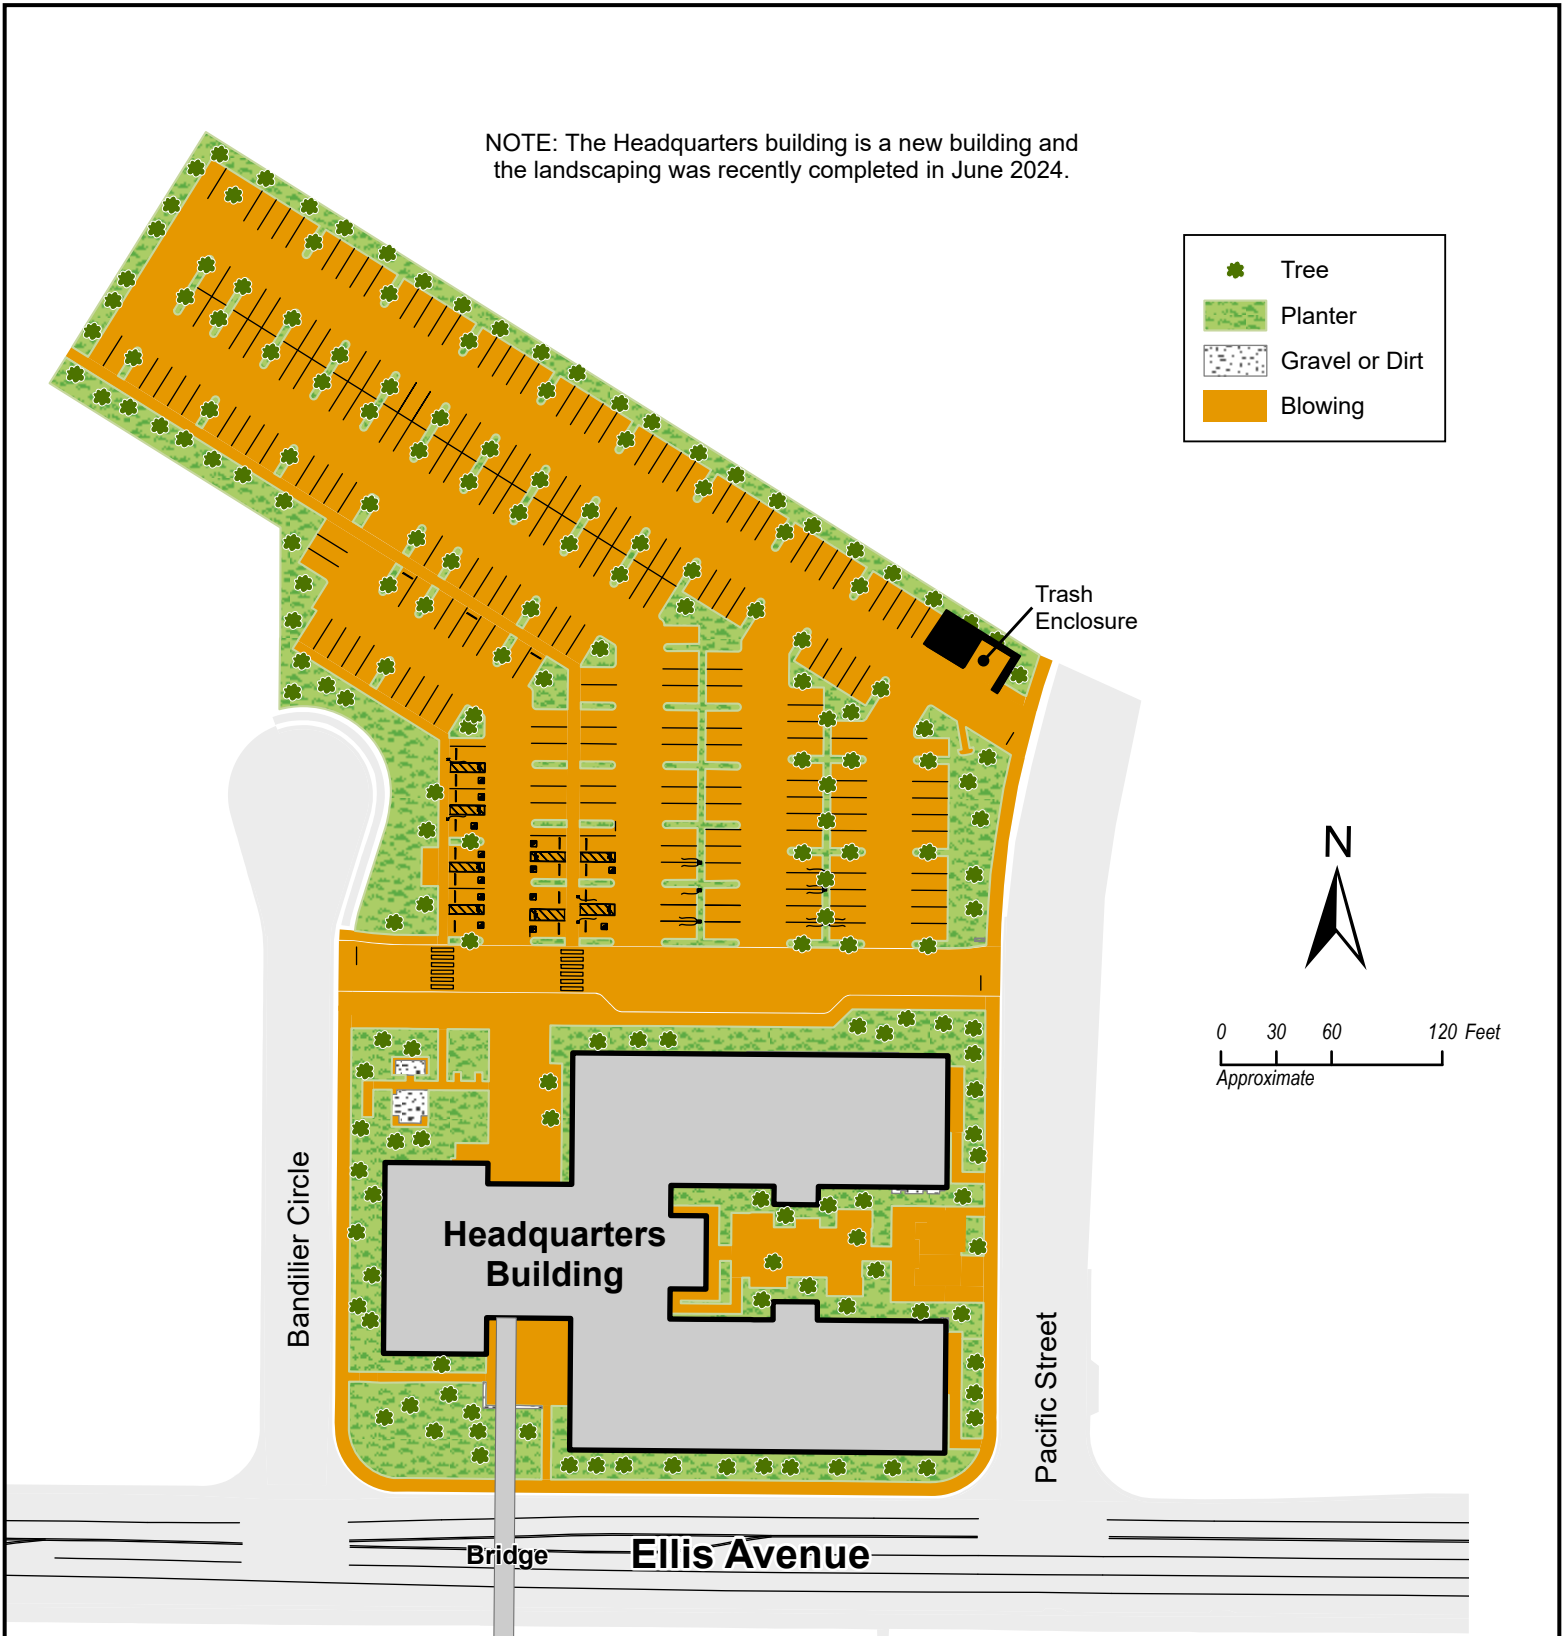 NOTE: The Headquarters building is a new building and
the landscaping was recently completed in June 2024.
Tree
Planter
Gravel or Dirt
Blowing
Trash
Enclosure
N
0 30 60 120 Feet
Approximate
Headquarters
Building
Bandilier Circle
Pacific Street
Bridge
Ellis Avenue